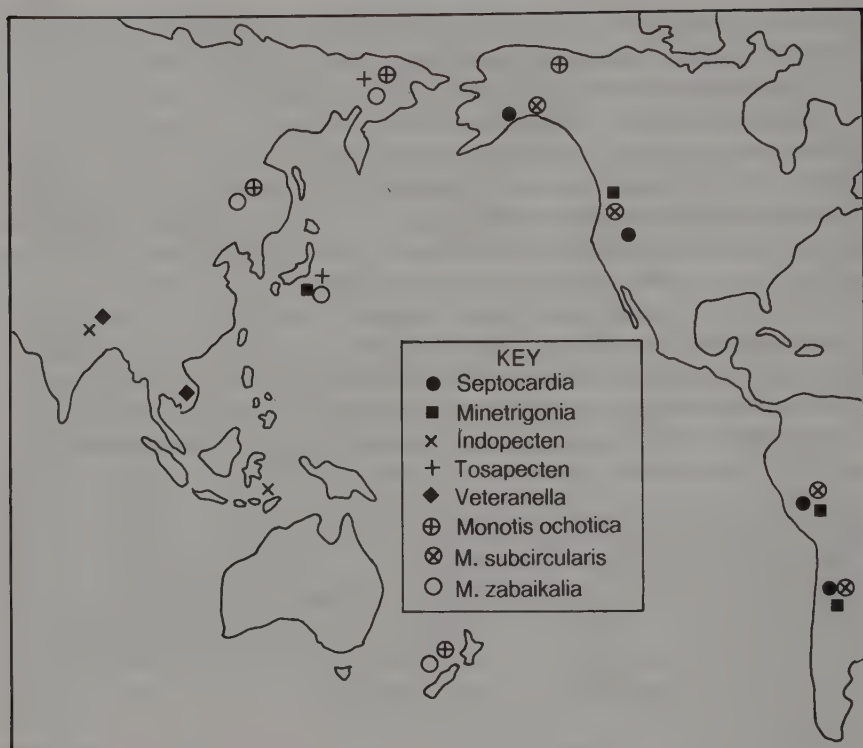 KEY
Septocardia
Minetrigonia
Indopecten
Tosapecten
Veteranella
Monotis ochotica
M. subcircularis
M. zabaikalia